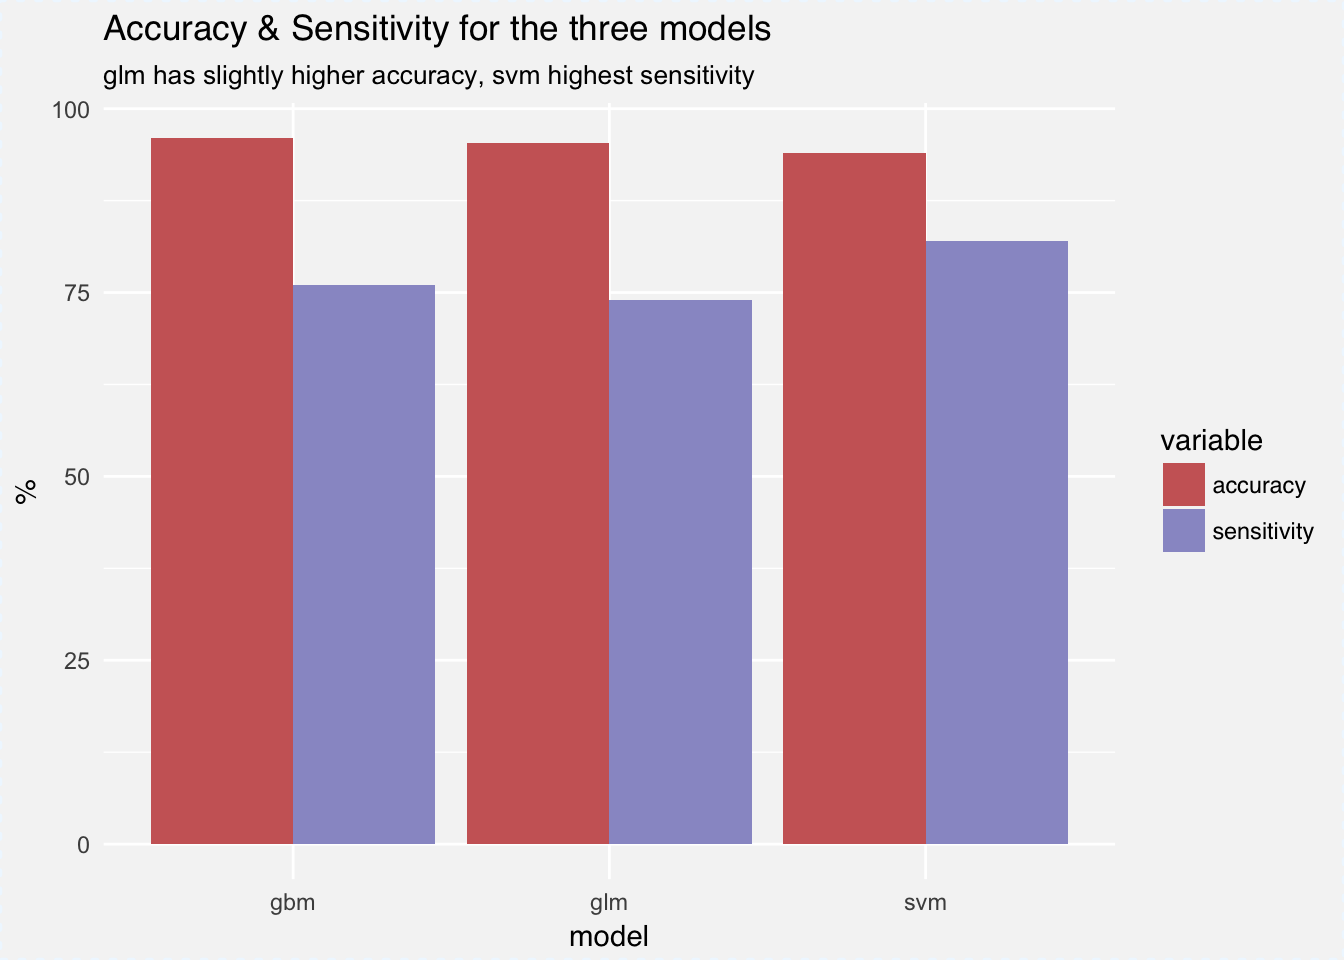 Accuracy & Sensitivity for the three models
glm has slightly higher accuracy, svm highest sensitivity
100
75
50
25
0
%
gbm
glm
svm
model
variable
accuracy
sensitivity